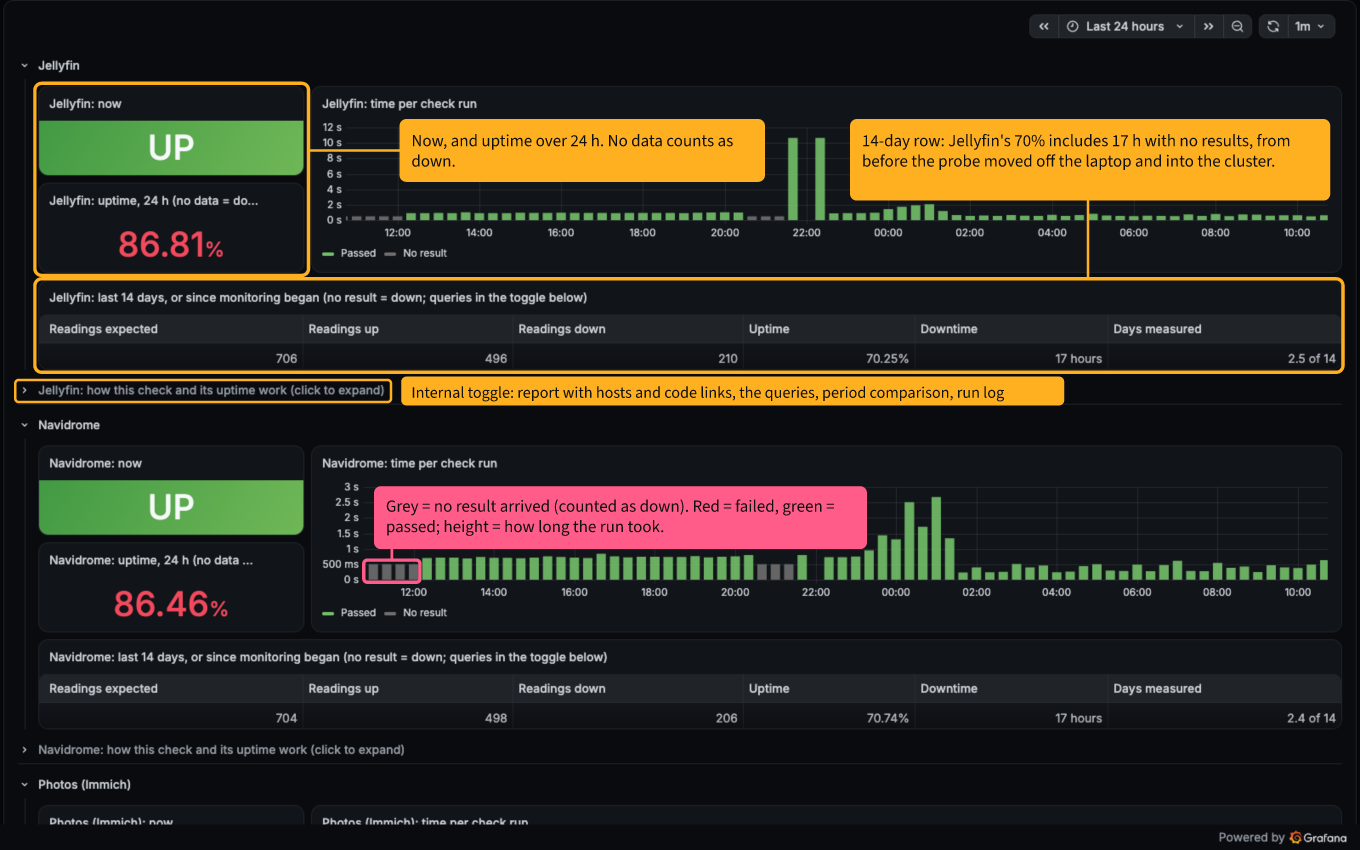 Last 24 hours
1m
Jellyfin
Jellyfin: now
UP
Jellyfin: uptime, 24 h (no data = do...
86.81%
Jellyfin: time per check run
12 s
10 s
8 s
6 s
4 s
2 s
0 s
12:00 14:00 16:00 18:00 20:00 22:00 00:00 02:00 04:00 06:00 08:00 10:00
Passed No result
Now, and uptime over 24 h. No data counts as
down.
14-day row: Jellyfin's 70% includes 17 h with no results, from
before the probe moved off the laptop and into the cluster.
Jellyfin: last 14 days, or since monitoring began (no result = down; queries in the toggle below)
Readings expected Readings up Readings down Uptime Downtime Days measured
706 496 210 70.25% 17 hours 2.5 of 14
Jellyfin: how this check and its uptime work (click to expand)
Internal toggle: report with hosts and code links, the queries, period comparison, run log
Navidrome
Navidrome: now
UP
Navidrome: uptime, 24 h (no data ...
86.46%
Navidrome: time per check run
3 s
2.5 s
2 s
1.5 s
1 s
500 ms
0 s
12:00 14:00 16:00 18:00 20:00 22:00 00:00 02:00 04:00 06:00 08:00 10:00
Passed No result
Grey = no result arrived (counted as down). Red = failed, green =
passed; height = how long the run took.
Navidrome: last 14 days, or since monitoring began (no result = down; queries in the toggle below)
Readings expected Readings up Readings down Uptime Downtime Days measured
704 498 206 70.74% 17 hours 2.4 of 14
Navidrome: how this check and its uptime work (click to expand)
Photos (Immich)
Photos (Immich): now
Photos (Immich): time per check run
Powered by Grafana